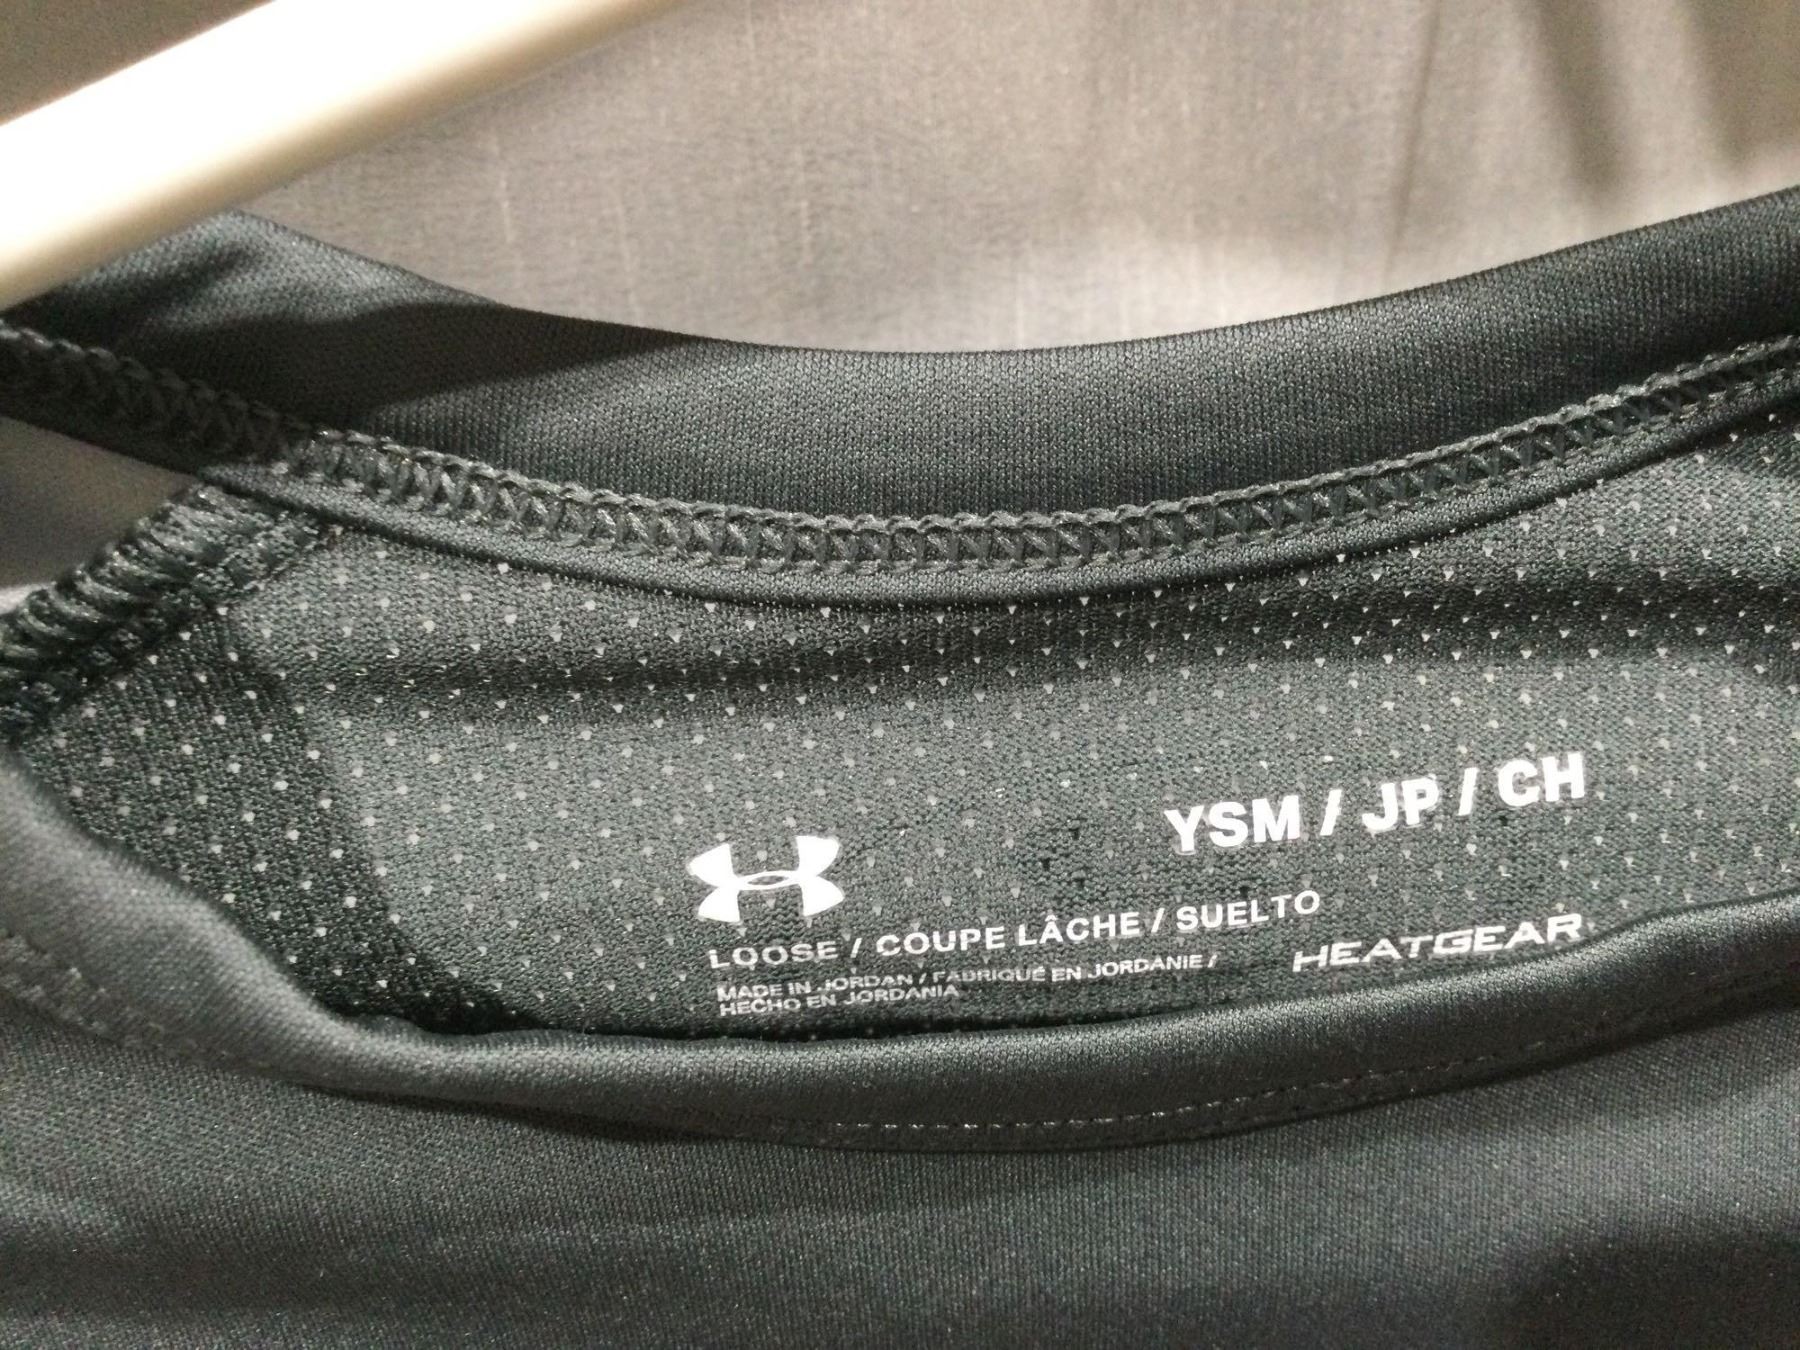 YSM / JP / CH
LOOSE / COUPE LÂCHE / SUELTO
MADE IN JORDAN / FABRIQUÉ EN JORDANIE /
HECHO EN JORDANIA
HEATGEAR